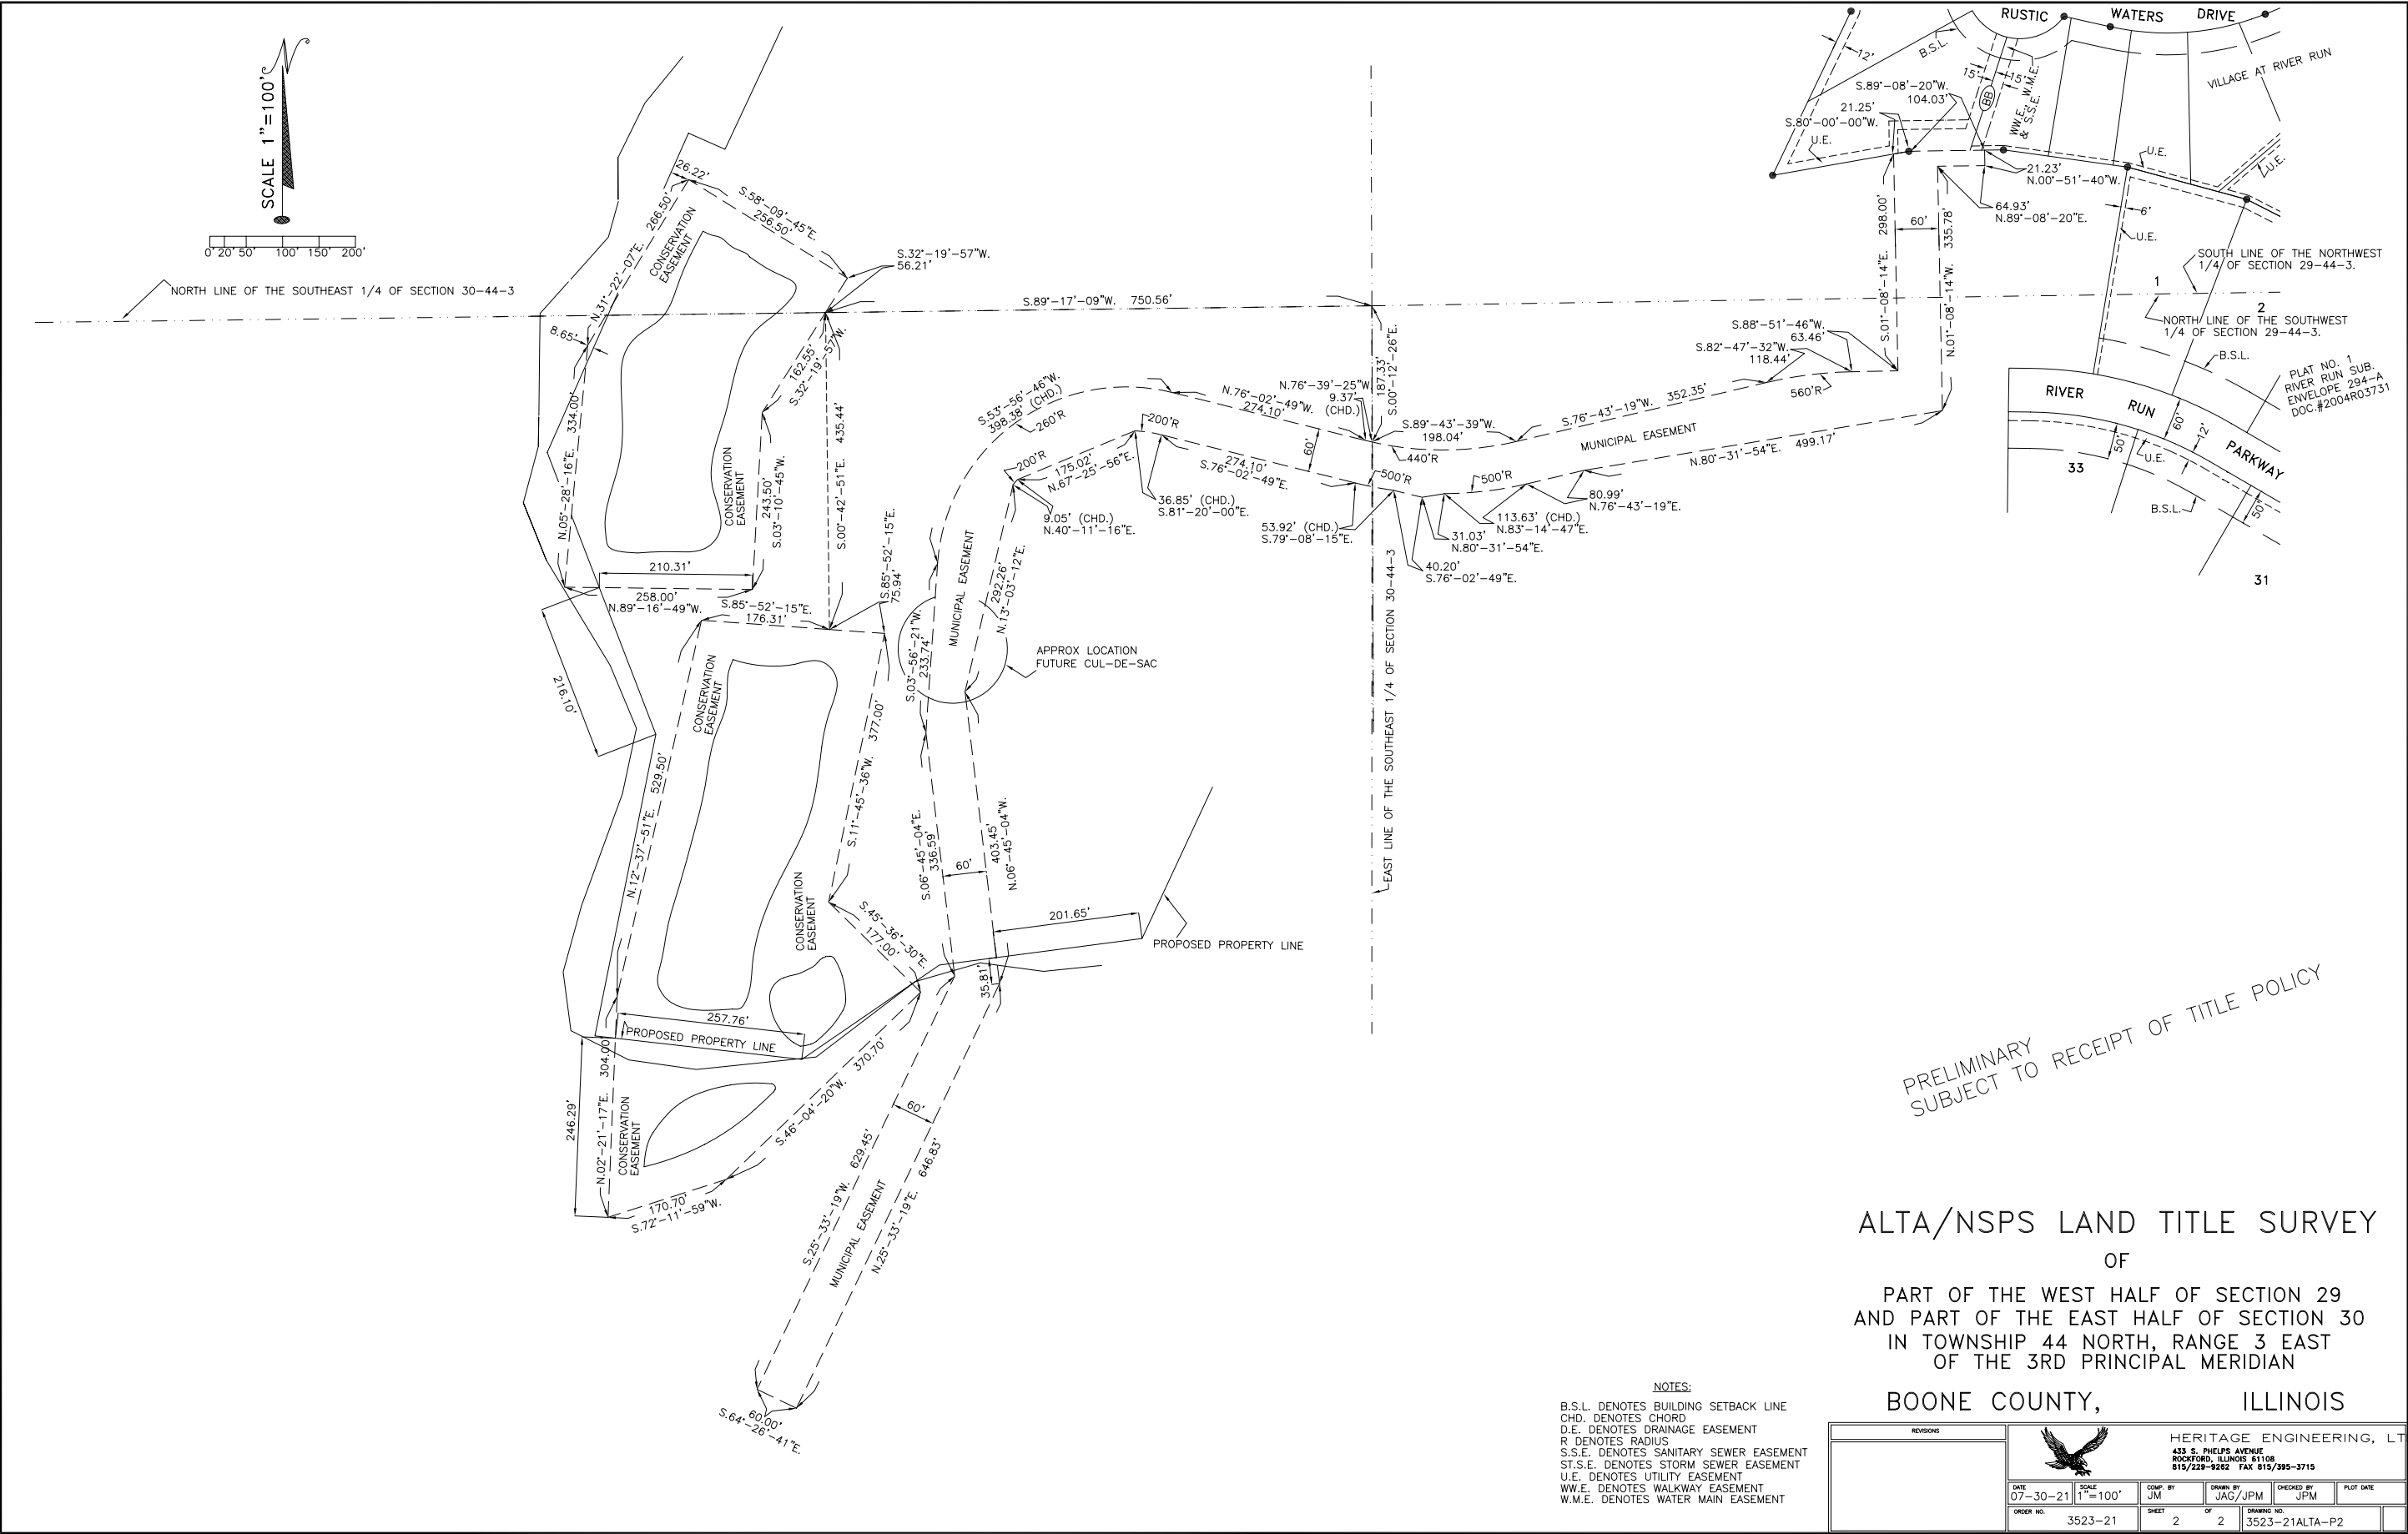 SCALE 1"=100'
0' 20' 50' 100' 150' 200'
NORTH LINE OF THE SOUTHEAST 1/4 OF SECTION 30-44-3
26.22'
N.31°-22'-07"E. 266.50'
CONSERVATION
EASEMENT
S.58°-09'-45"E.
256.50'
S.32°-19'-57"W.
56.21'
8.65'
S.89°-17'-09"W. 750.56'
162.55'
S.32°-19'-57"W.
N.05°-28'-16"E. 334.00'
CONSERVATION
EASEMENT
243.50'
S.03°-10'-45"W.
S.00°-42'-51"E. 435.44'
210.31'
258.00'
N.89°-16'-49"W.
S.85°-52'-15"E.
176.31'
S.85°-52'-15"E.
75.94'
216.10'
CONSERVATION
EASEMENT
N.12°-37'-51"E. 529.50'
S.11°-45'-36"W. 377.00'
CONSERVATION
EASEMENT
S.45°-36'-30"E.
177.00'
257.76'
PROPOSED PROPERTY LINE
246.29'
N.02°-21'-17"E. 304.00'
CONSERVATION
EASEMENT
S.46°-04'-20"W. 370.70'
170.70'
S.72°-11'-59"W.
S.53°-56'-46"W.
398.38' (CHD.)
260'R
N.76°-02'-49"W.
274.10'
N.76°-39'-25"W.
9.37'
(CHD.)
187.33'
S.00°-12'-26"E.
200'R
175.02'
N.67°-25'-56"E.
200'R
9.05' (CHD.)
N.40°-11'-16"E.
36.85' (CHD.)
S.81°-20'-00"E.
274.10'
S.76°-02'-49"E.
60'
MUNICIPAL EASEMENT
292.26'
N.13°-03'-12"E.
S.03°-56'-21"W.
233.74'
APPROX LOCATION
FUTURE CUL-DE-SAC
S.06°-45'-04"E.
336.59'
60'
403.45'
N.06°-45'-04"W.
201.65'
PROPOSED PROPERTY LINE
35.81'
60'
S.25°-33'-19"W. 629.45'
MUNICIPAL EASEMENT
N.25°-33'-19"E. 646.83'
60.00'
S.64°-26'-41"E.
EAST LINE OF THE SOUTHEAST 1/4 OF SECTION 30-44-3
S.89°-43'-39"W.
198.04'
440'R
500'R
500'R
53.92' (CHD.)
S.79°-08'-15"E.
40.20'
S.76°-02'-49"E.
31.03'
N.80°-31'-54"E.
113.63' (CHD.)
N.83°-14'-47"E.
80.99'
N.76°-43'-19"E.
S.76°-43'-19"W. 352.35'
MUNICIPAL EASEMENT
N.80°-31'-54"E. 499.17'
560'R
S.82°-47'-32"W.
118.44'
S.88°-51'-46"W.
63.46'
S.01°-08'-14"E. 298.00'
60'
N.01°-08'-14"W. 335.78'
RUSTIC WATERS DRIVE
B.S.L.
12'
15'
15'
BB
WW.E., W.M.E.
& S.S.E.
S.89°-08'-20"W.
104.03'
21.25'
S.80°-00'-00"W.
U.E.
VILLAGE AT RIVER RUN
U.E.
U.E.
21.23'
N.00°-51'-40"W.
64.93'
N.89°-08'-20"E.
6'
U.E.
SOUTH LINE OF THE NORTHWEST
1/4 OF SECTION 29-44-3.
1
2
NORTH LINE OF THE SOUTHWEST
1/4 OF SECTION 29-44-3.
B.S.L.
PLAT NO. 1
RIVER RUN SUB.
ENVELOPE 294-A
DOC.#2004R03731
RIVER RUN PARKWAY
60'
12'
50'
U.E.
33
B.S.L.
50'
31
PRELIMINARY
SUBJECT TO RECEIPT OF TITLE POLICY
ALTA/NSPS LAND TITLE SURVEY
OF
PART OF THE WEST HALF OF SECTION 29
AND PART OF THE EAST HALF OF SECTION 30
IN TOWNSHIP 44 NORTH, RANGE 3 EAST
OF THE 3RD PRINCIPAL MERIDIAN
BOONE COUNTY, ILLINOIS
NOTES:
B.S.L. DENOTES BUILDING SETBACK LINE
CHD. DENOTES CHORD
D.E. DENOTES DRAINAGE EASEMENT
R DENOTES RADIUS
S.S.E. DENOTES SANITARY SEWER EASEMENT
ST.S.E. DENOTES STORM SEWER EASEMENT
U.E. DENOTES UTILITY EASEMENT
WW.E. DENOTES WALKWAY EASEMENT
W.M.E. DENOTES WATER MAIN EASEMENT
REVISIONS
HERITAGE ENGINEERING, LT
433 S. PHELPS AVENUE
ROCKFORD, ILLINOIS 61108
815/229-9262 FAX 815/395-3715
DATE 07-30-21 SCALE 1"=100' COMP. BY JM DRAWN BY JAG/JPM CHECKED BY JPM PLOT DATE
ORDER NO. 3523-21 SHEET 2 OF 2 DRAWING NO. 3523-21ALTA-P2